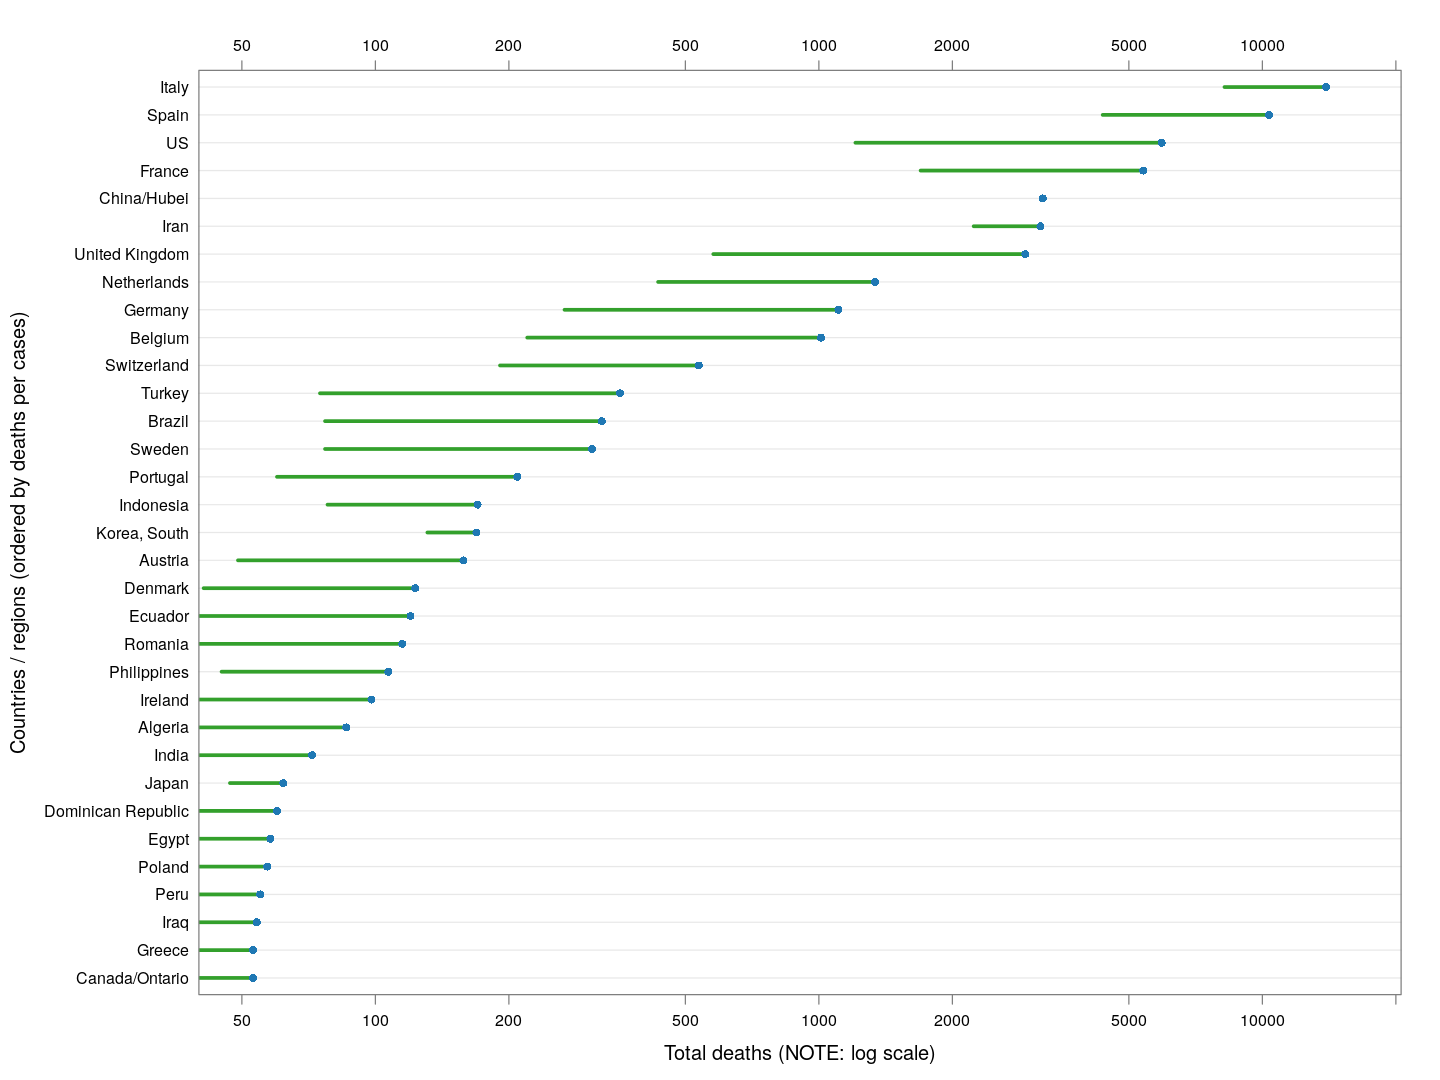 50 100 200 500 1000 2000 5000 10000
Italy
Spain
US
France
China/Hubei
Iran
United Kingdom
Netherlands
Germany
Belgium
Switzerland
Turkey
Brazil
Sweden
Portugal
Indonesia
Korea, South
Austria
Denmark
Ecuador
Romania
Philippines
Ireland
Algeria
India
Japan
Dominican Republic
Egypt
Poland
Peru
Iraq
Greece
Canada/Ontario
50 100 200 500 1000 2000 5000 10000
Total deaths (NOTE: log scale)
Countries / regions (ordered by deaths per cases)